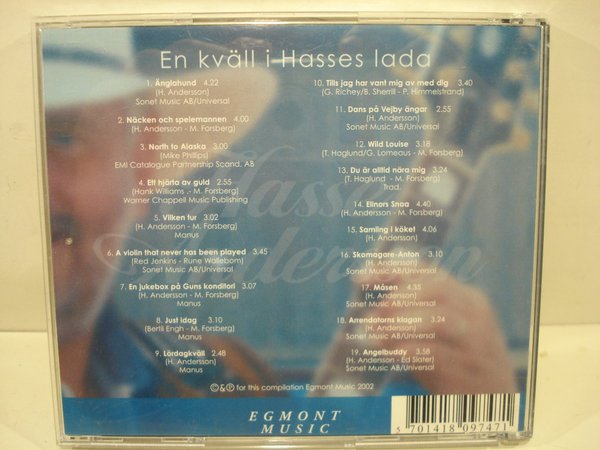 En kväll i Hasses lada
1. Änglahund 4.22
(H. Andersson)
Sonet Music AB/Universal
2. Näcken och spelemannen 4.00
(H. Andersson - M. Forsberg)
3. North to Alaska 3.00
(Mike Phillips)
EMI Catalogue Partnership Scand. AB
4. Ett hjärta av guld 2.55
(Hank Williams .- M. Forsberg)
Warner Chappell Music Publishing
5. Vilken tur 3.02
(H. Andersson - M. Forsberg)
Manus
6. A violin that never has been played 3.45
(Red Jenkins - Rune Wallebom)
Sonet Music AB/Universal
7. En jukebox på Guns konditori 3.07
(H. Andersson - M. Forsberg)
Manus
8. Just idag 3.10
(Bertil Engh - M. Forsberg)
Manus
9. Lördagkväll 2.48
(H. Andersson)
Manus
10. Tills jag har vant mig av med dig 3.40
(G. Richey/B. Sherrill - P. Himmelstrand)
11. Dans på Vejby ängar 2.55
(H. Andersson)
Sonet Music AB/Universal
12. Wild Louise 3.18
(T. Haglund/G. Lorneaus - M. Forsberg)
13. Du är alltid nära mig 3.24
(T. Haglund - M. Forsberg)
Trad.
14. Elinors Snoa 4.40
(H. Andersson - M. Forsberg)
15. Samling i köket 4.06
(H. Andersson)
16. Skomagare-Anton 3.10
(H. Andersson)
Sonet Music AB/Universal
17. Måsen 4.35
(H. Andersson)
Sonet Music AB/Universal
18. Arrendatorns klagan 3.24
(H. Andersson)
Sonet Music AB/Universal
19. Angelbuddy 3.58
(H. Andersson - Ed Slater)
Sonet Music AB/Universal
Hasse
Andersson
©&℗ for this compilation Egmont Music 2002
EGMONT
MUSIC
5 701418 097471